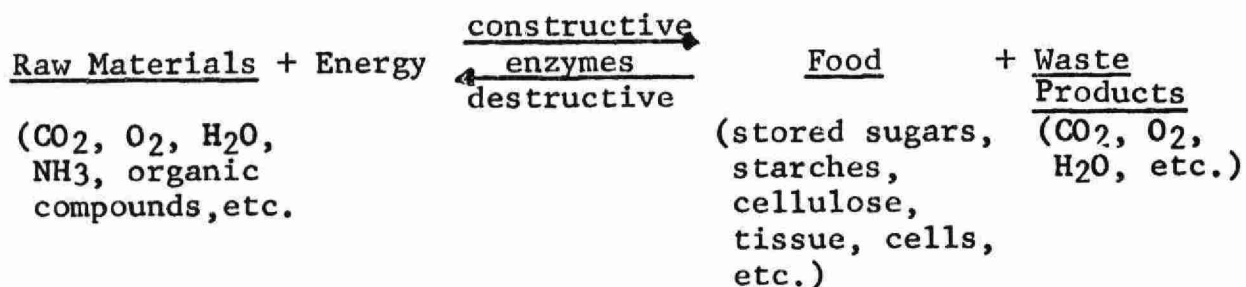 constructive
Raw Materials + Energy enzymes Food + Waste
destructive Products
(CO2, O2, H2O, (stored sugars, (CO2, O2,
NH3, organic starches, H2O, etc.)
compounds,etc. cellulose,
tissue, cells,
etc.)